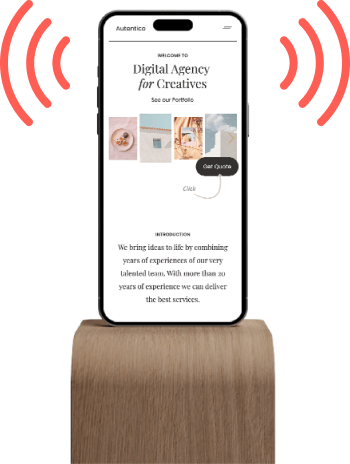 Autentica
WELCOME TO
Digital Agency
for Creatives
See our Portfolio
Get Quote
Click
INTRODUCTION
We bring ideas to life by combining
years of experiences of our very
talented team. With more than 20
years of experience we can deliver
the best services.